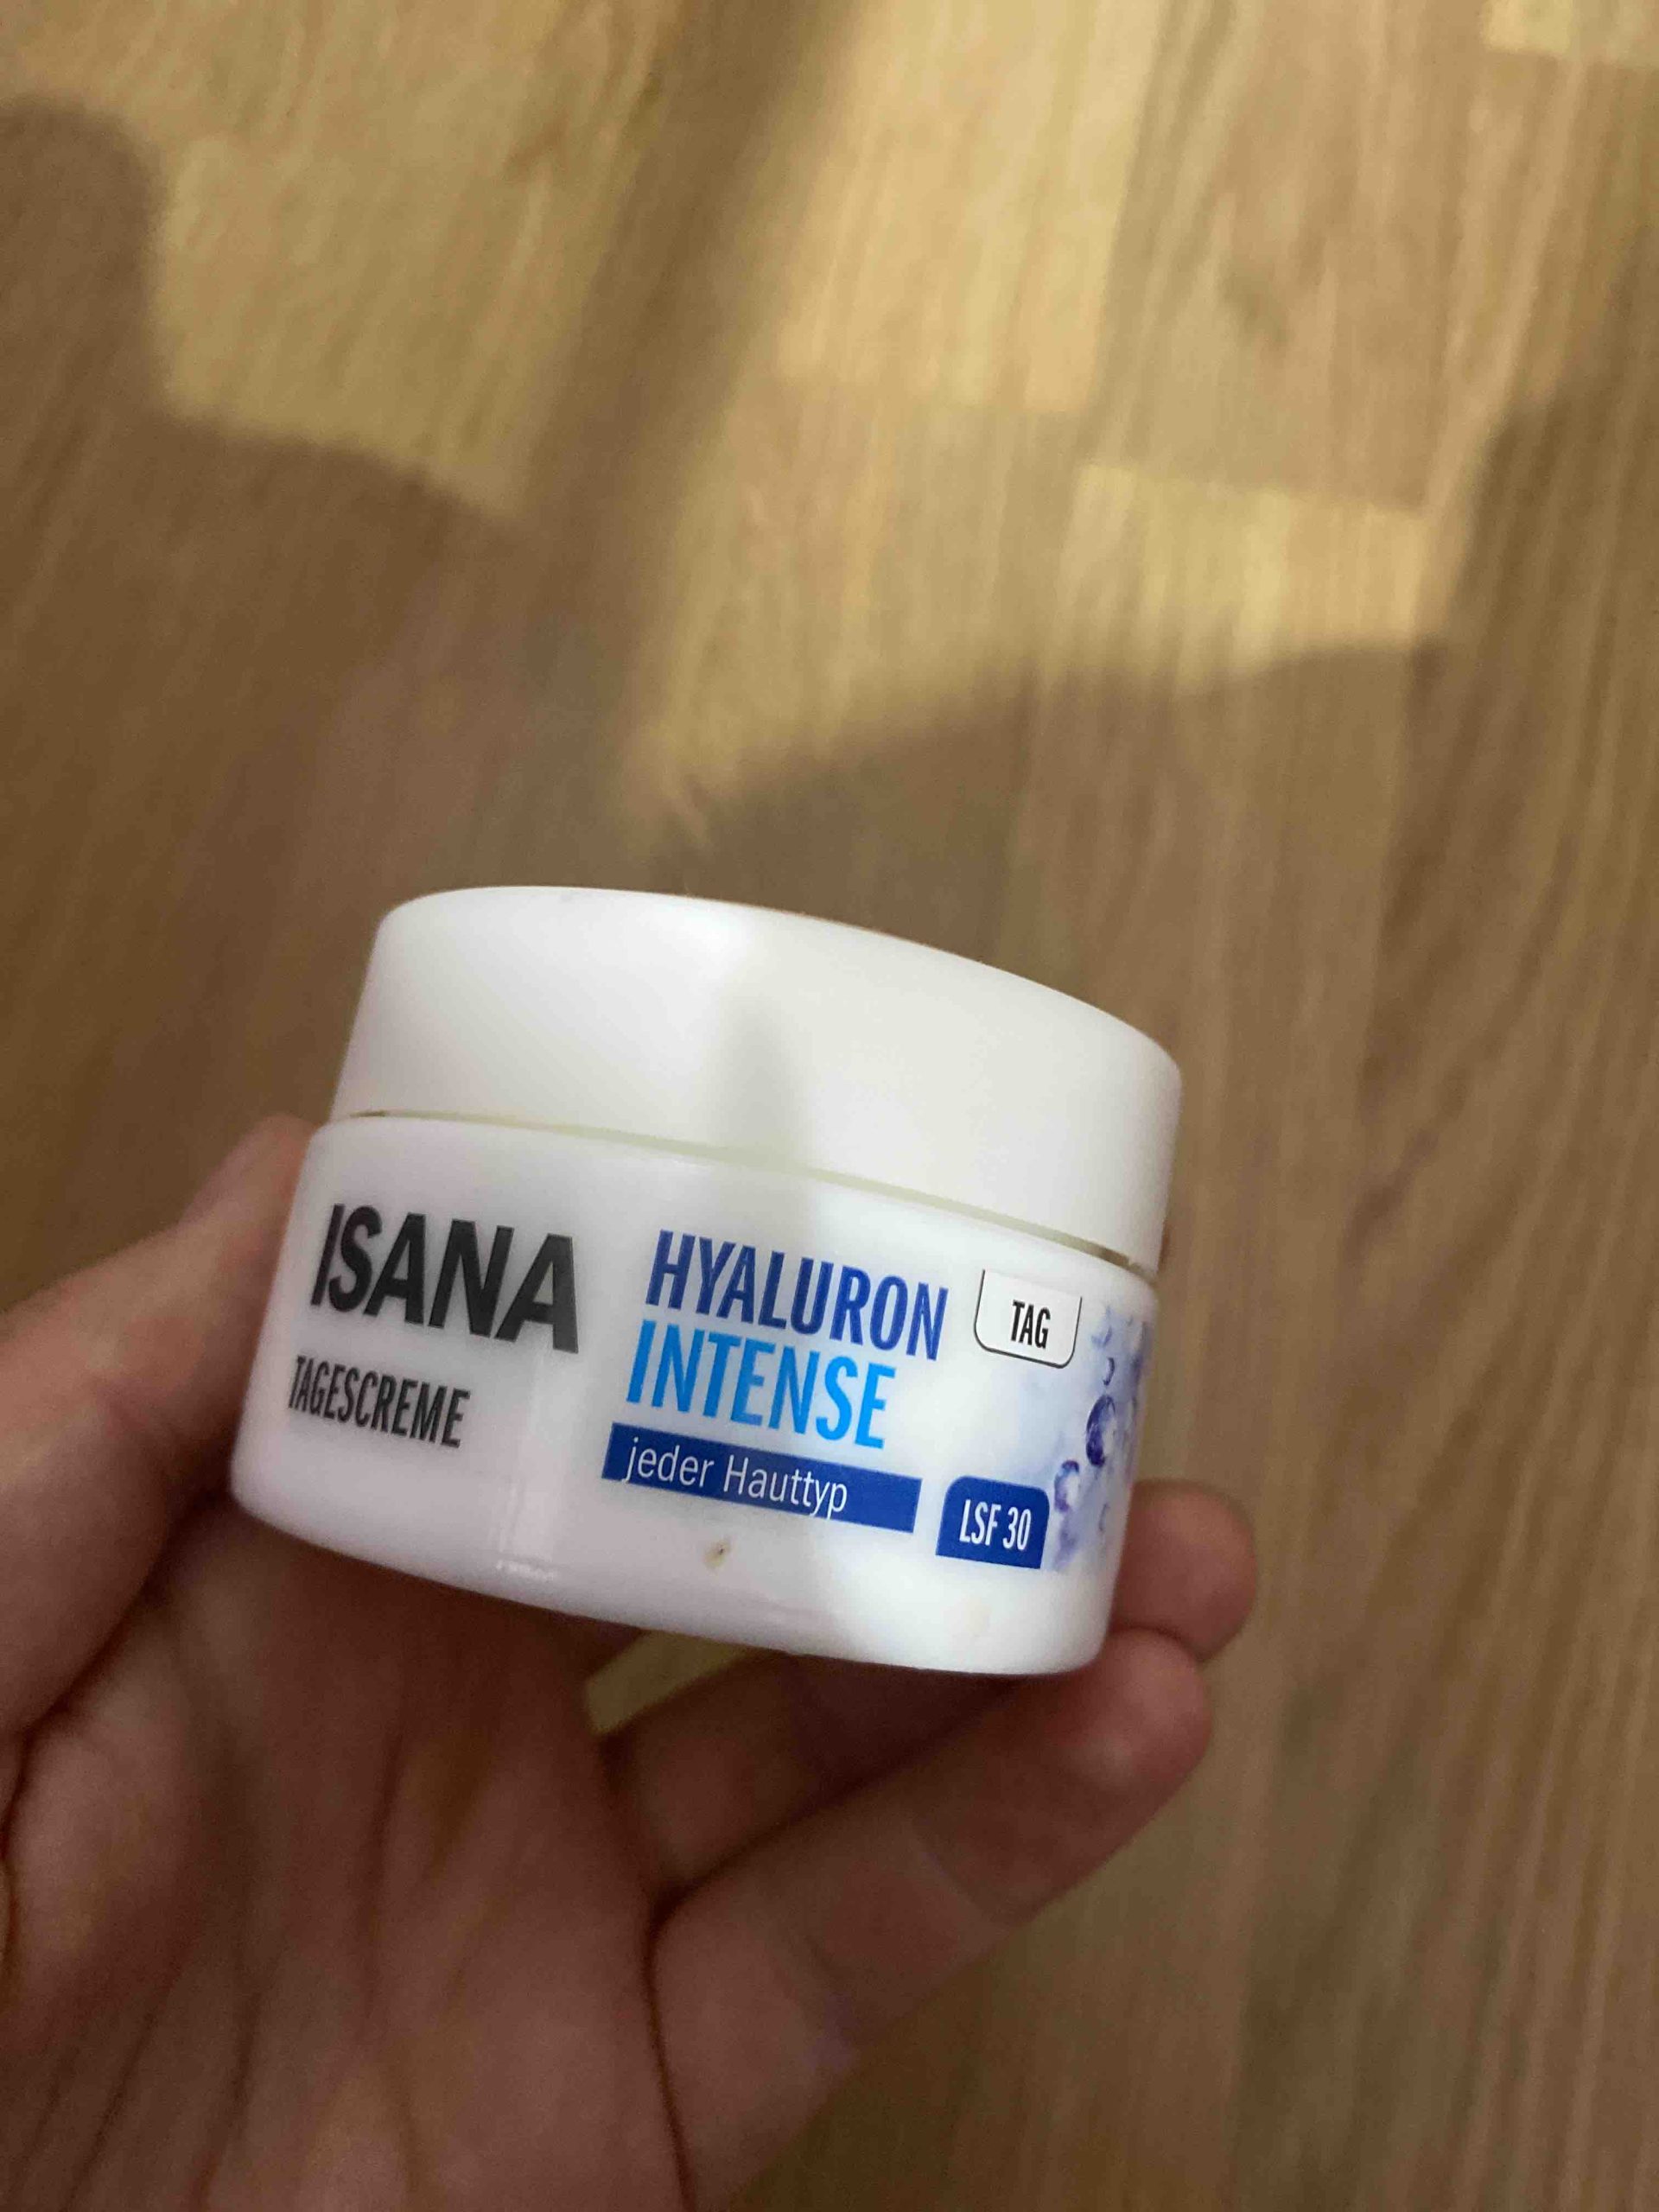 ISANA
TAGESCREME
HYALURON
INTENSE
jeder Hauttyp
TAG
LSF 30